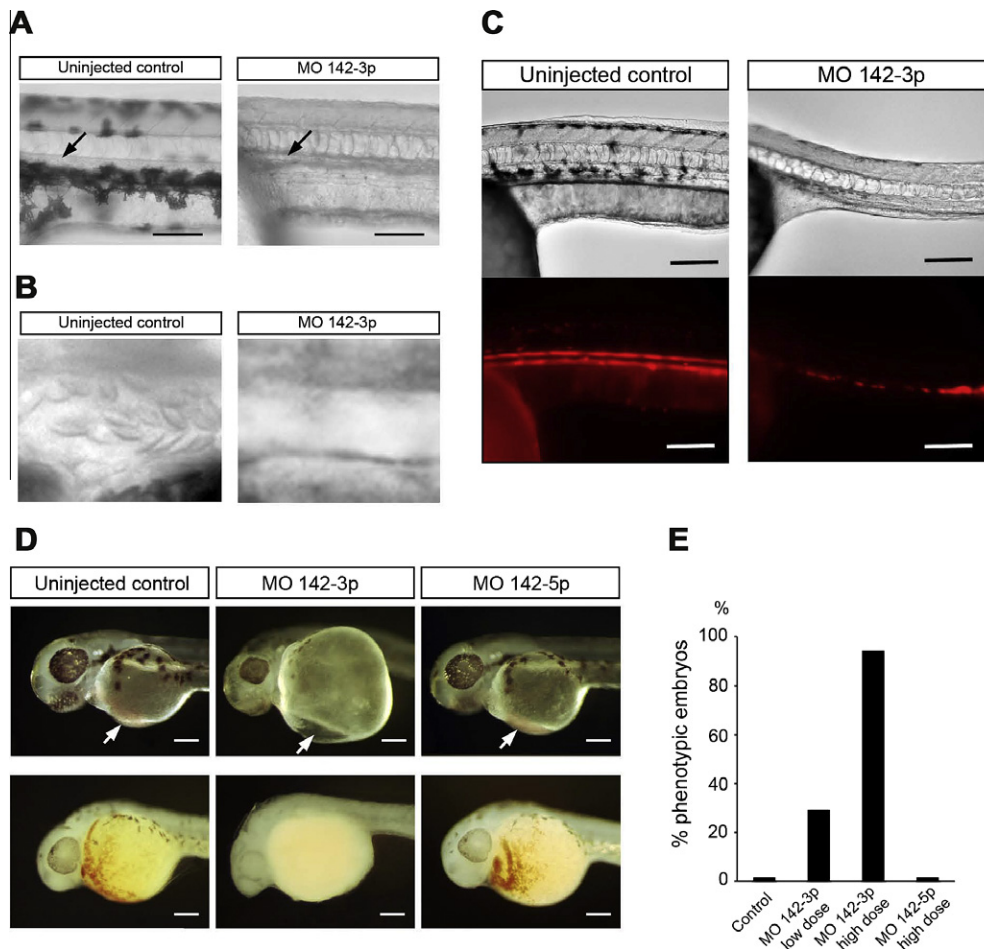 A
Uninjected control
MO 142-3p
B
Uninjected control
MO 142-3p
C
Uninjected control
MO 142-3p
D
Uninjected control
MO 142-3p
MO 142-5p
E
%
% phenotypic embryos
100
80
60
40
20
0
Control
MO 142-3p
low dose
MO 142-3p
high dose
MO 142-5p
high dose